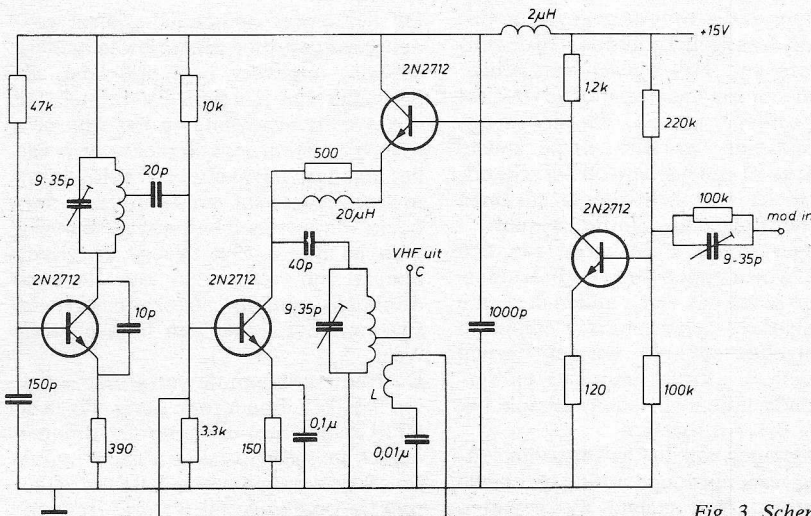 2µH
+15V
47k
10k
2N2712
1,2k
220k
500
9-35p
20p
20µH
100k
2N2712
mod in
9-35p
40p
VHF uit
C
2N2712
2N2712
10p
9-35p
1000p
150p
L
120
100k
390
3,3k
150
0,1µ
0,01µ
Fig. 3 Scher